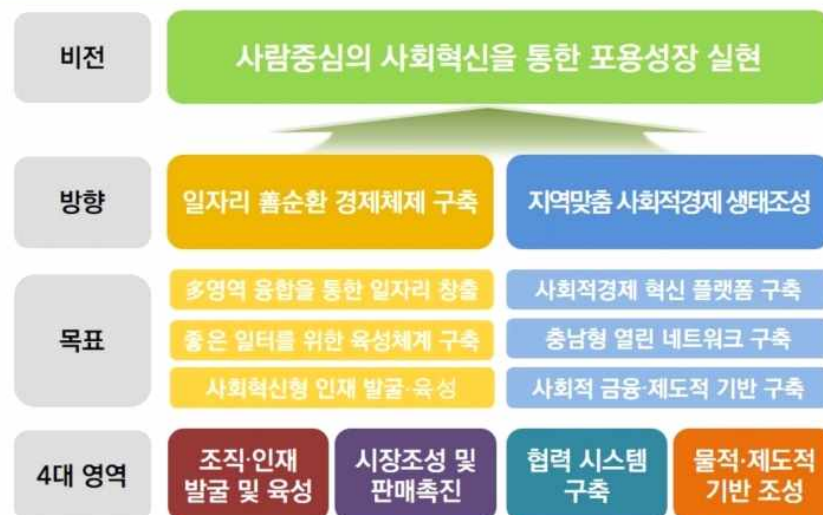 비전
사람중심의 사회혁신을 통한 포용성장 실현
방향
일자리 善순환 경제체제 구축
지역맞춤 사회적경제 생태조성
목표
多영역 융합을 통한 일자리 창출
사회적경제 혁신 플랫폼 구축
좋은 일터를 위한 육성체계 구축
충남형 열린 네트워크 구축
사회혁신형 인재 발굴·육성
사회적 금융·제도적 기반 구축
4대 영역
조직·인재
발굴 및 육성
시장조성 및
판매촉진
협력 시스템
구축
물적·제도적
기반 조성